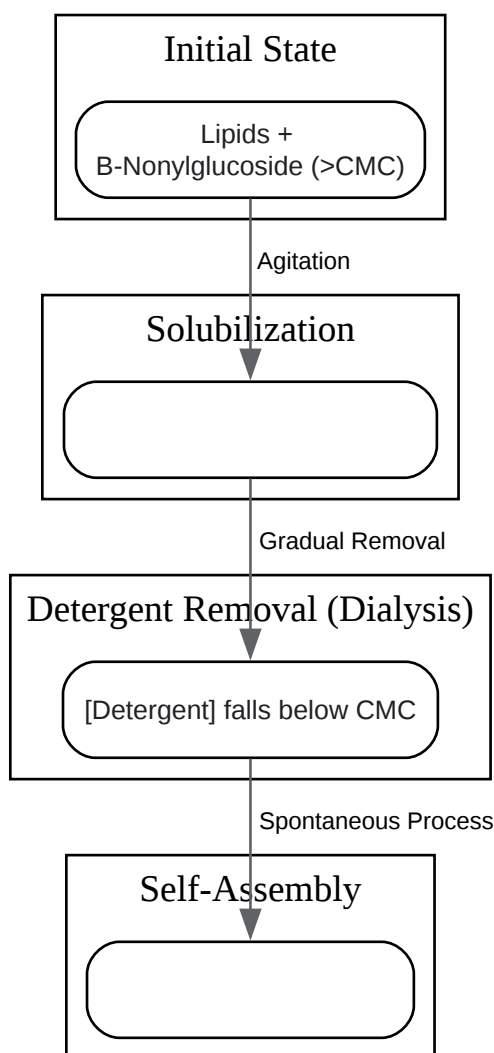 Initial State
Lipids +
B-Nonylglucoside (>CMC)
Agitation
Solubilization
Gradual Removal
Detergent Removal (Dialysis)
[Detergent] falls below CMC
Spontaneous Process
Self-Assembly